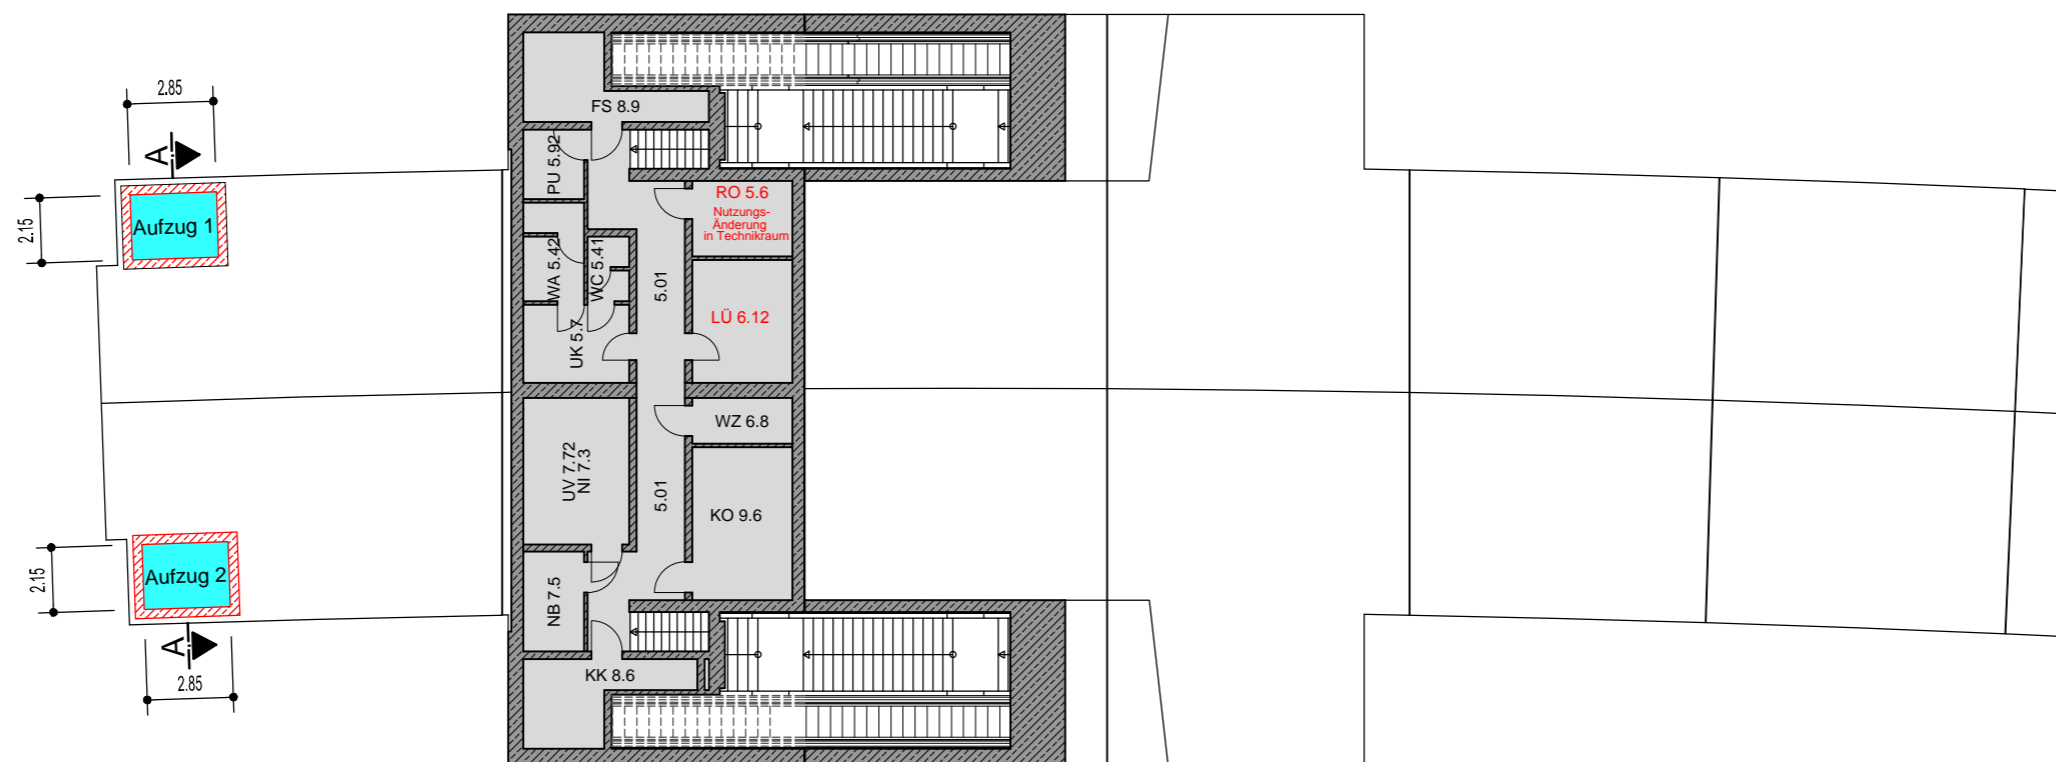 2.85
A
2.15
Aufzug 1
FS 8.9
PU 5.92
RO 5.6
Nutzungs-
Änderung
in Technikraum
WA 5.42
WC 5.41
5.01
LÜ 6.12
UK 5.7
WZ 6.8
UV 7.72
NI 7.3
5.01
KO 9.6
2.15
Aufzug 2
NB 7.5
A
KK 8.6
2.85